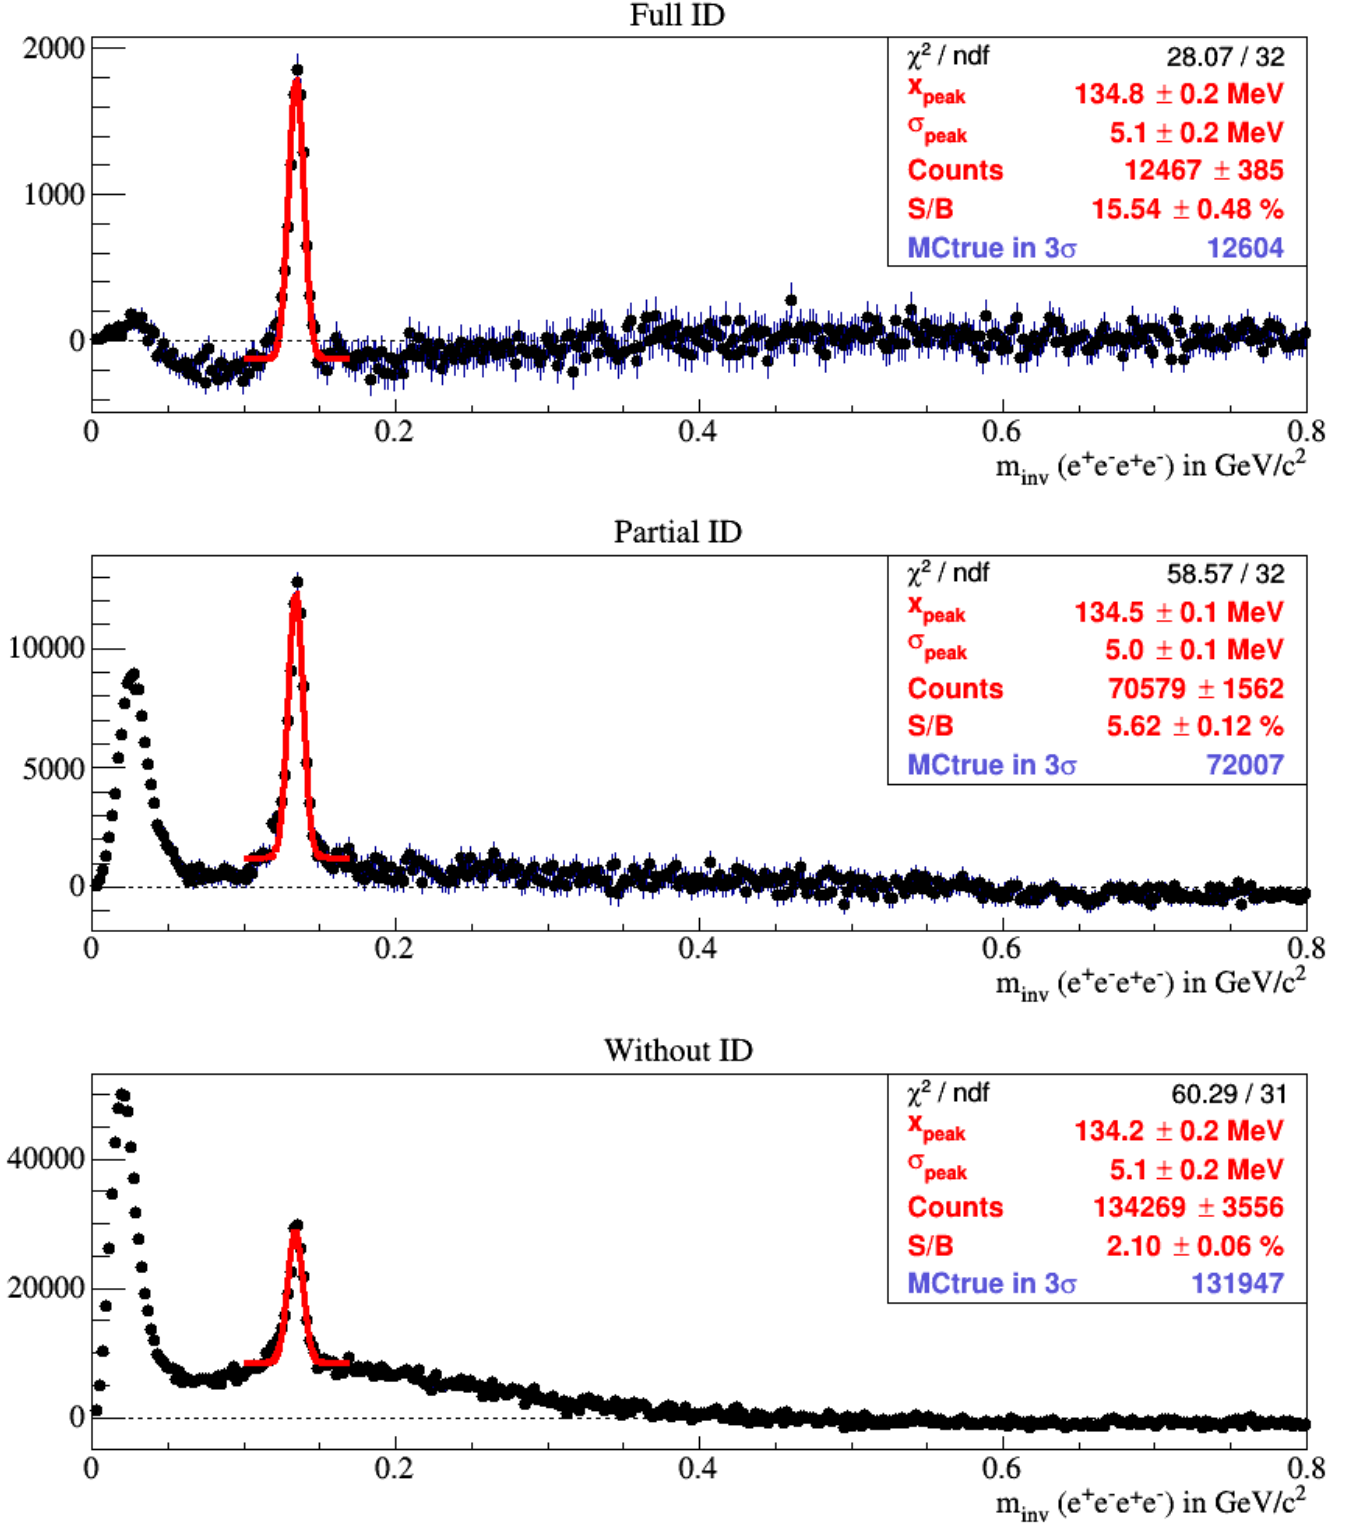 Full ID
2000
1000
0
χ² / ndf 28.07 / 32
x_peak 134.8 ± 0.2 MeV
σ_peak 5.1 ± 0.2 MeV
Counts 12467 ± 385
S/B 15.54 ± 0.48 %
MCtrue in 3σ 12604
0 0.2 0.4 0.6 0.8
m_inv (e⁺e⁻e⁺e⁻) in GeV/c²
Partial ID
10000
5000
0
χ² / ndf 58.57 / 32
x_peak 134.5 ± 0.1 MeV
σ_peak 5.0 ± 0.1 MeV
Counts 70579 ± 1562
S/B 5.62 ± 0.12 %
MCtrue in 3σ 72007
0 0.2 0.4 0.6 0.8
m_inv (e⁺e⁻e⁺e⁻) in GeV/c²
Without ID
40000
20000
0
χ² / ndf 60.29 / 31
x_peak 134.2 ± 0.2 MeV
σ_peak 5.1 ± 0.2 MeV
Counts 134269 ± 3556
S/B 2.10 ± 0.06 %
MCtrue in 3σ 131947
0 0.2 0.4 0.6 0.8
m_inv (e⁺e⁻e⁺e⁻) in GeV/c²